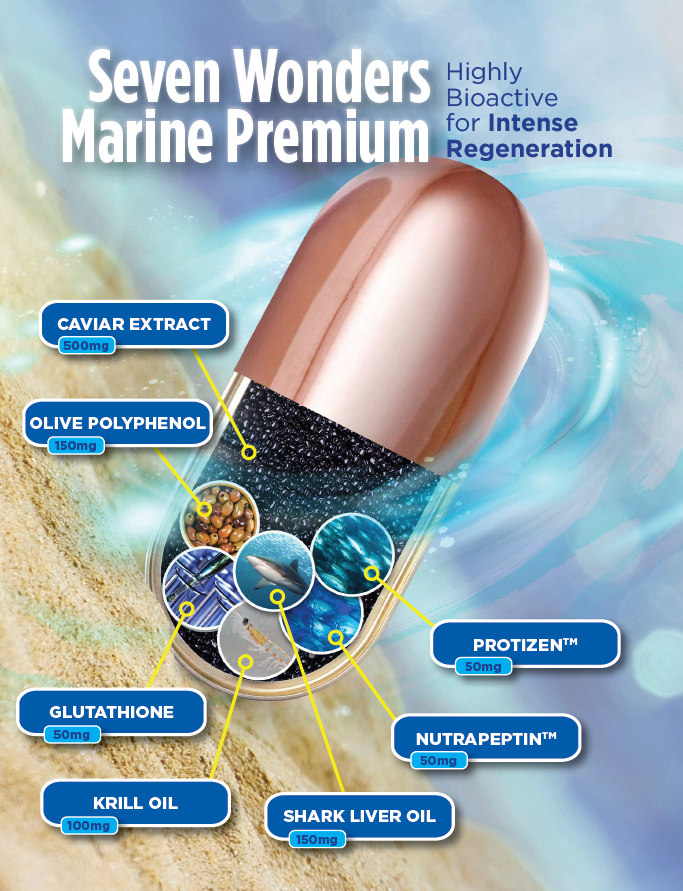 Seven Wonders
Marine Premium
Highly
Bioactive
for Intense
Regeneration
CAVIAR EXTRACT
500mg
OLIVE POLYPHENOL
150mg
PROTIZEN™
50mg
GLUTATHIONE
50mg
NUTRAPEPTIN™
50mg
KRILL OIL
100mg
SHARK LIVER OIL
150mg